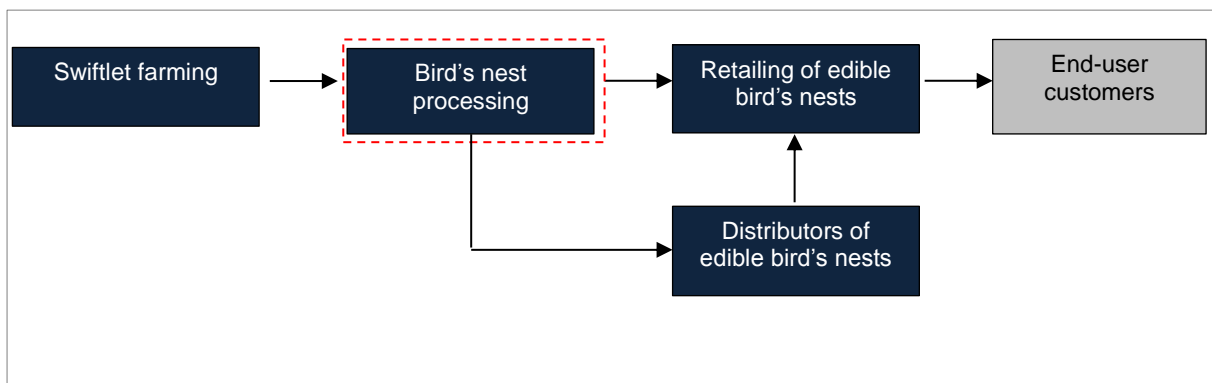 Swiftlet farming
Bird’s nest
processing
Retailing of edible
bird’s nests
End-user
customers
Distributors of
edible bird’s nests